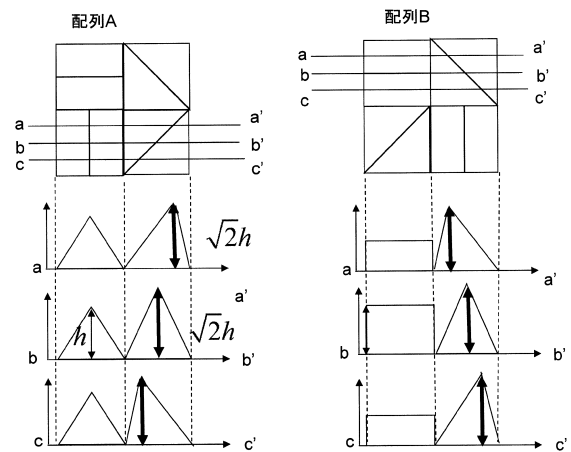 配列A
a a'
b b'
c c'
a √2h a'
b h √2h b'
c c'
配列B
a a'
b b'
c c'
a a'
b b'
c c'